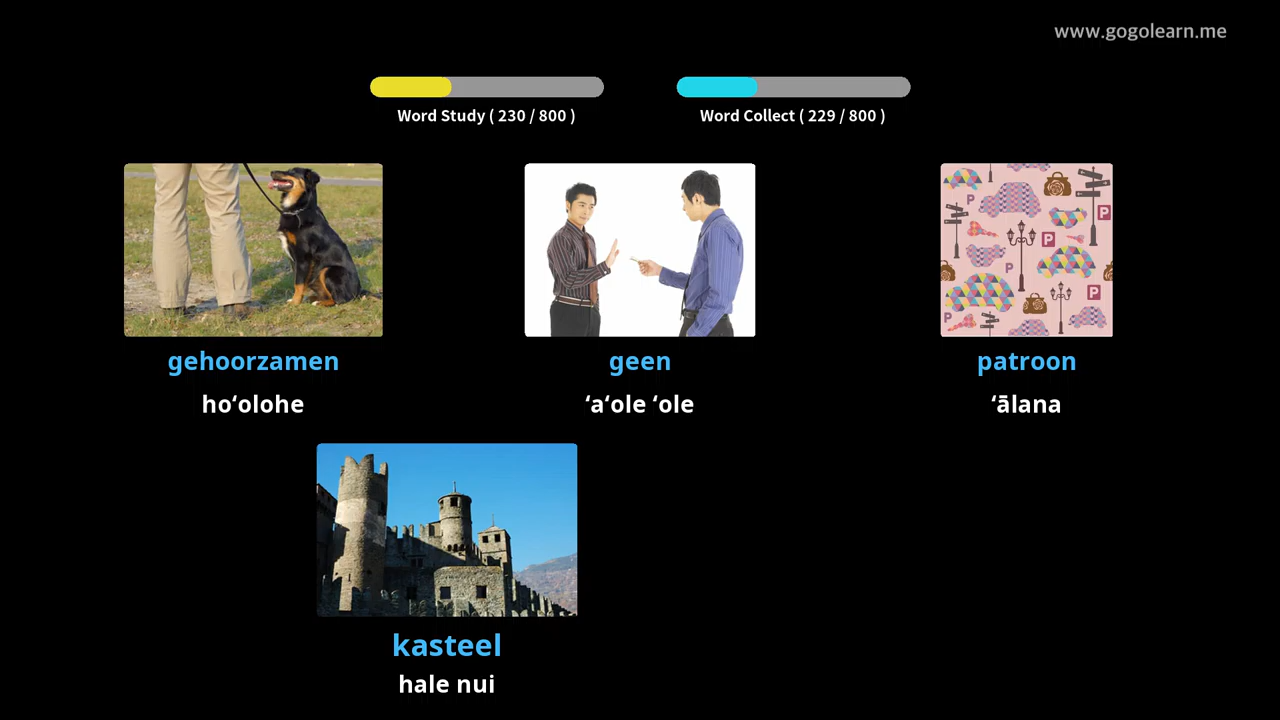 www.gogolearn.me
Word Study ( 230 / 800 )
Word Collect ( 229 / 800 )
gehoorzamen
hoʻolohe
geen
ʻaʻole ʻole
patroon
ʻālana
kasteel
hale nui